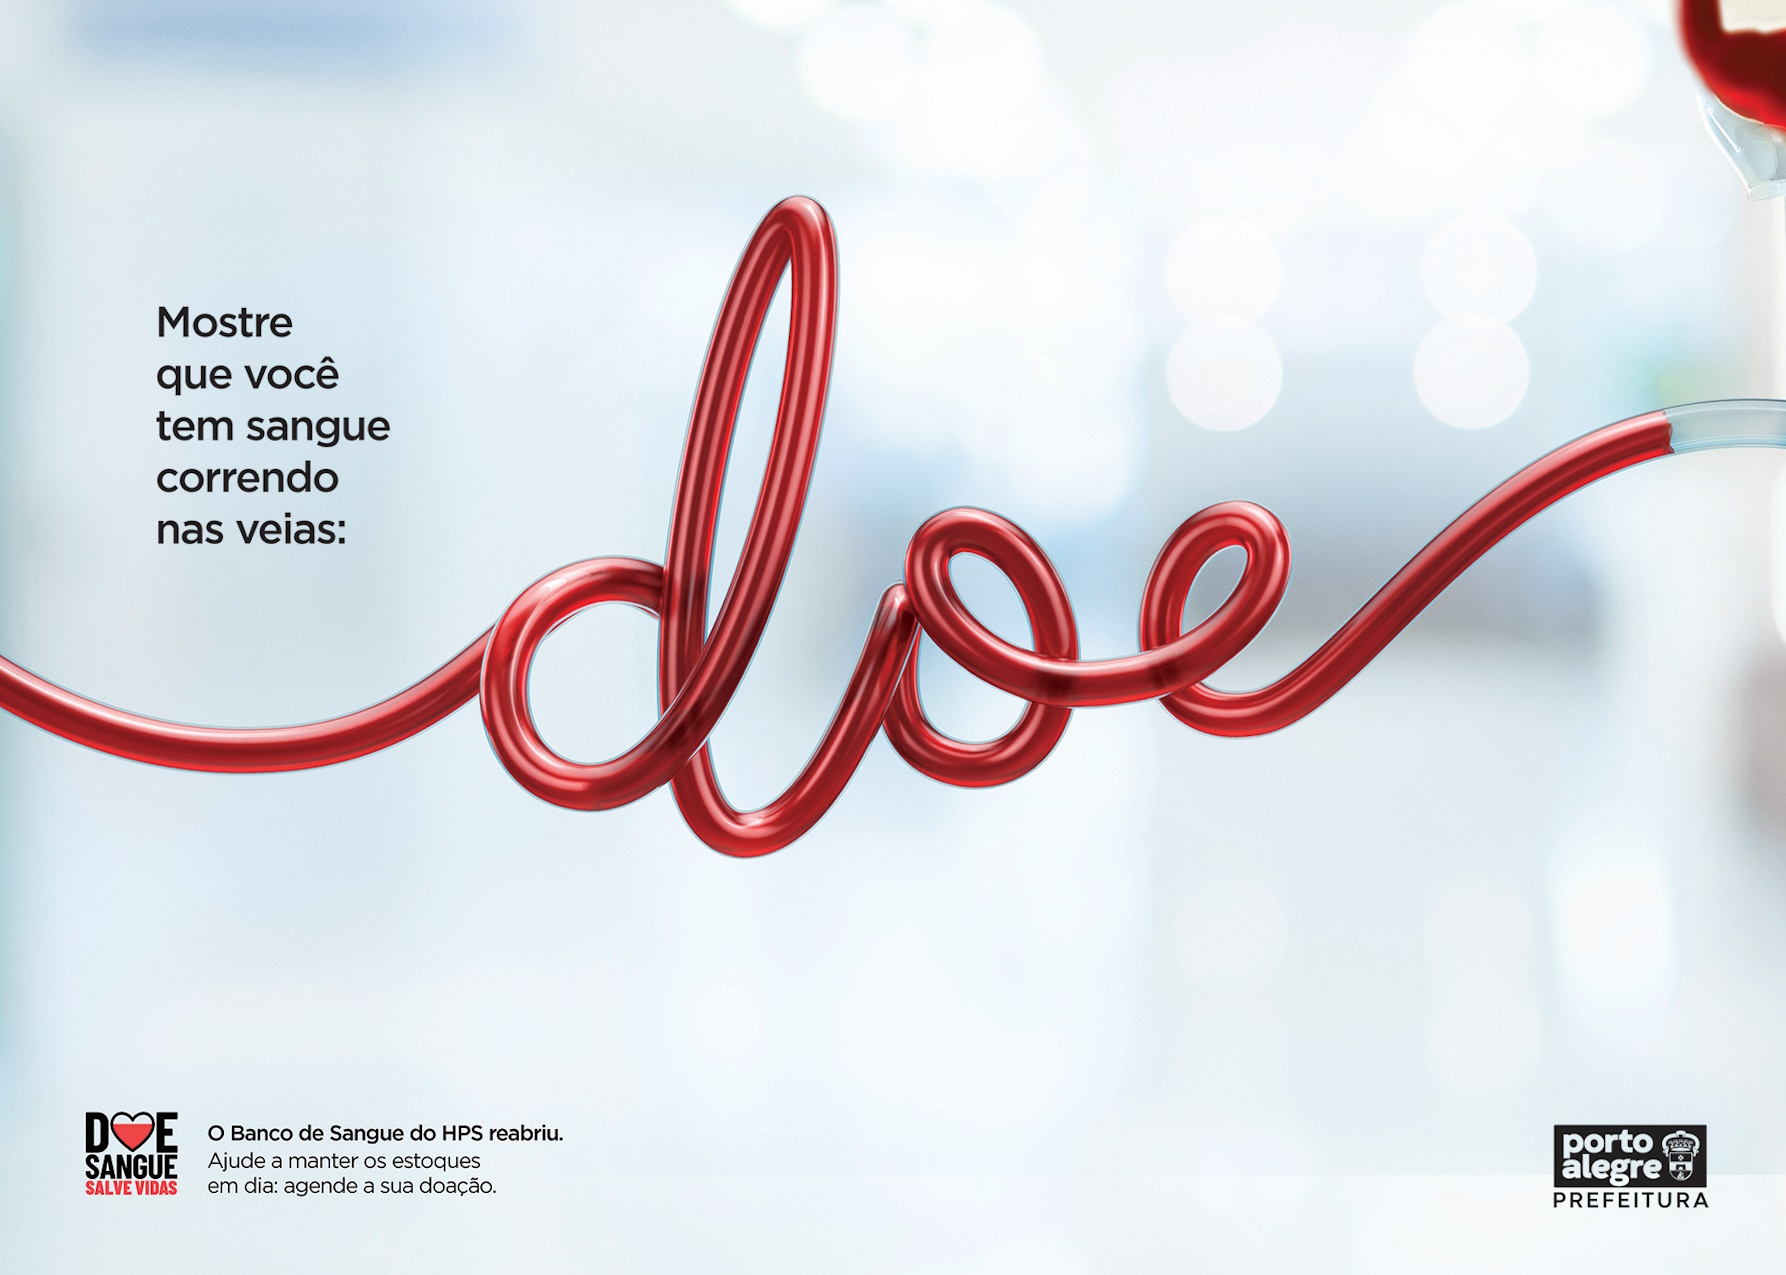 Mostre
que você
tem sangue
correndo
nas veias:
doe
DOE
SANGUE
SALVE VIDAS
O Banco de Sangue do HPS reabriu.
Ajude a manter os estoques
em dia: agende a sua doação.
porto
alegre
PREFEITURA